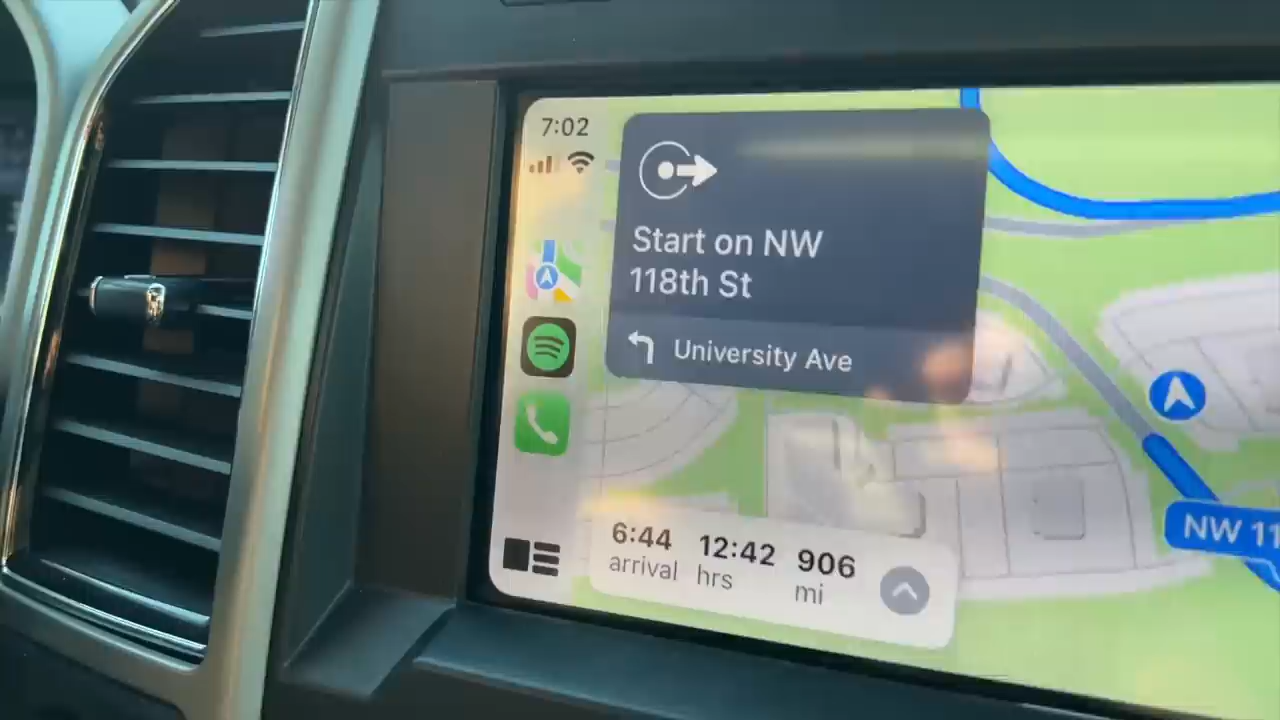 7:02
Start on NW
118th St
University Ave
6:44 12:42 906
arrival hrs mi
NW 11